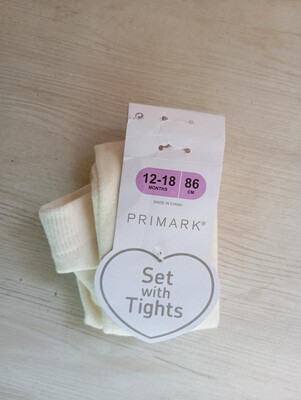 12-18 86
MONTHS CM
MADE IN CHINA
PRIMARK®
Set
with
Tights